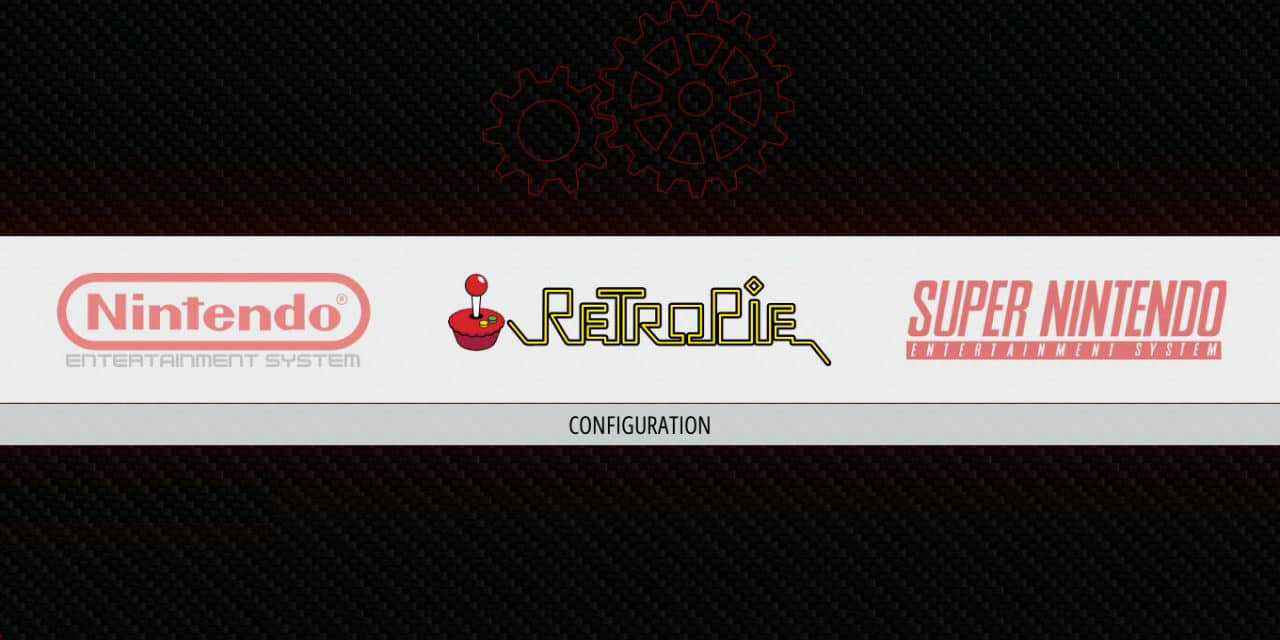 Nintendo®
ENTERTAINMENT SYSTEM
RETROPIE
SUPER NINTENDO
ENTERTAINMENT SYSTEM
CONFIGURATION